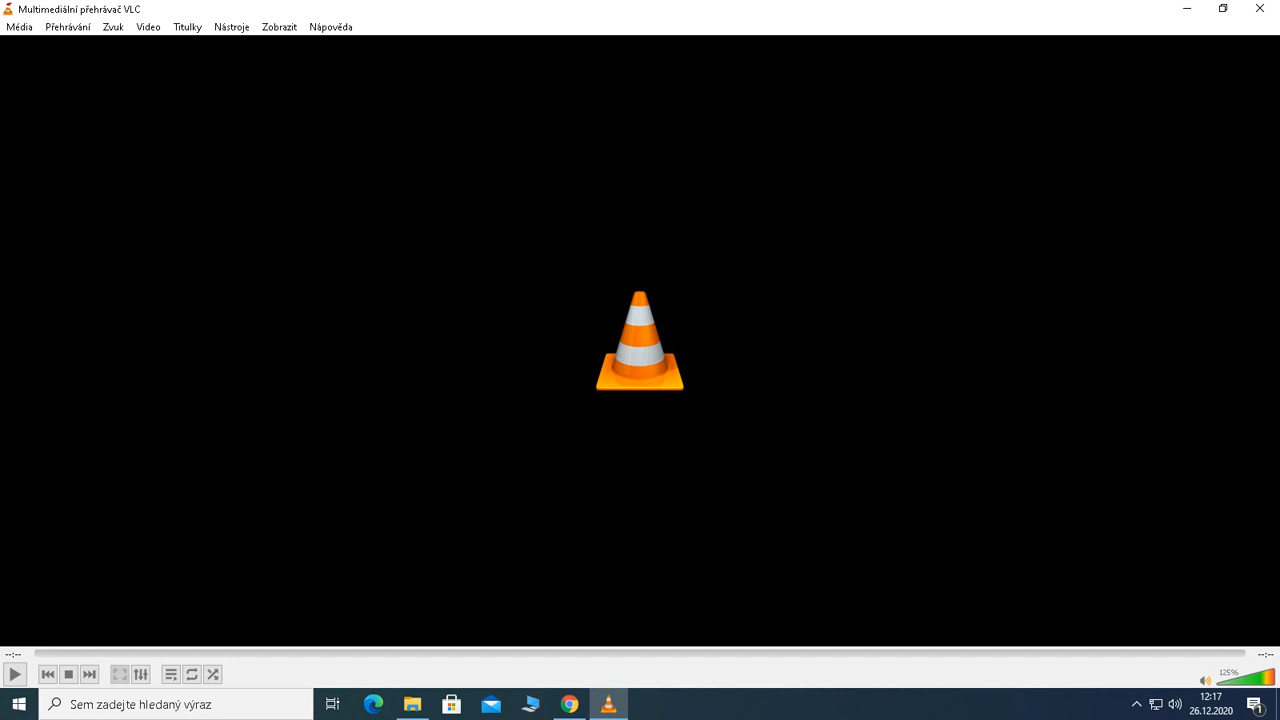 Multimediální přehrávač VLC
Média Přehrávání Zvuk Video Titulky Nástroje Zobrazit Nápověda
--:-- --:--
125%
Sem zadejte hledaný výraz
12:17
26.12.2020
1